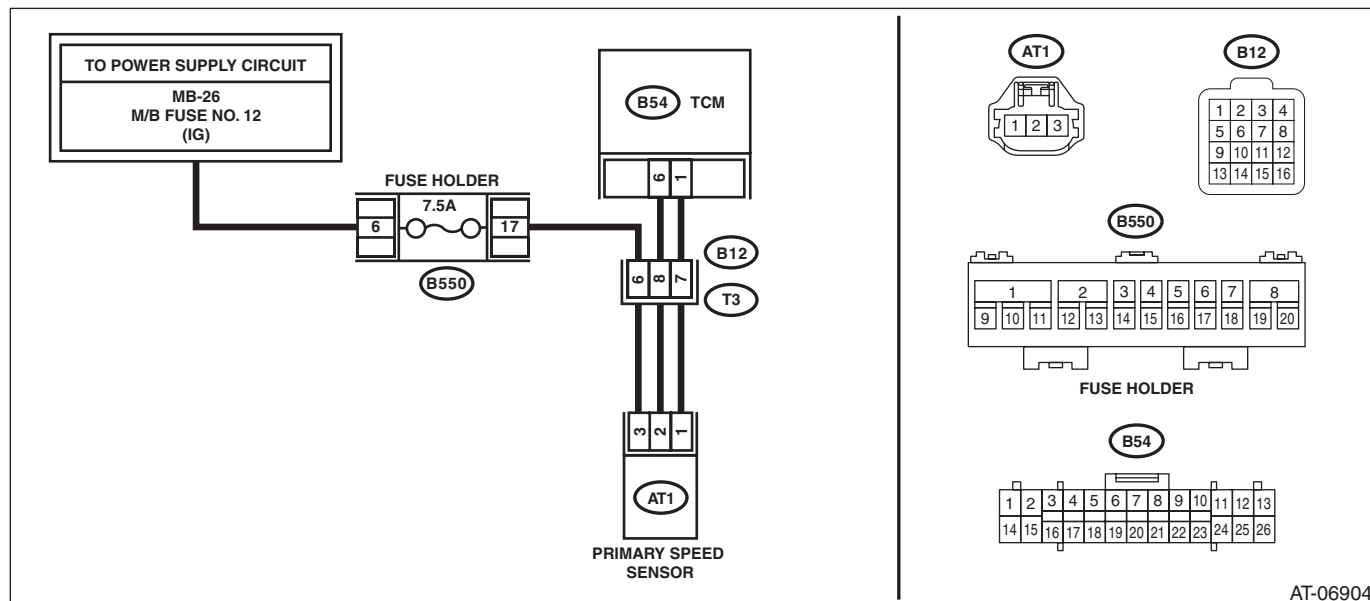 TO POWER SUPPLY CIRCUIT
MB-26
M/B FUSE NO. 12
(IG)
FUSE HOLDER
7.5A
6
17
B550
B54
TCM
6 1
B12
6 8 7
T3
3 2 1
AT1
PRIMARY SPEED
SENSOR
AT1
1 2 3
B12
1 2 3 4
5 6 7 8
9 10 11 12
13 14 15 16
B550
1 2 3 4 5 6 7 8
9 10 11 12 13 14 15 16 17 18 19 20
FUSE HOLDER
B54
1 2 3 4 5 6 7 8 9 10 11 12 13
14 15 16 17 18 19 20 21 22 23 24 25 26
AT-06904